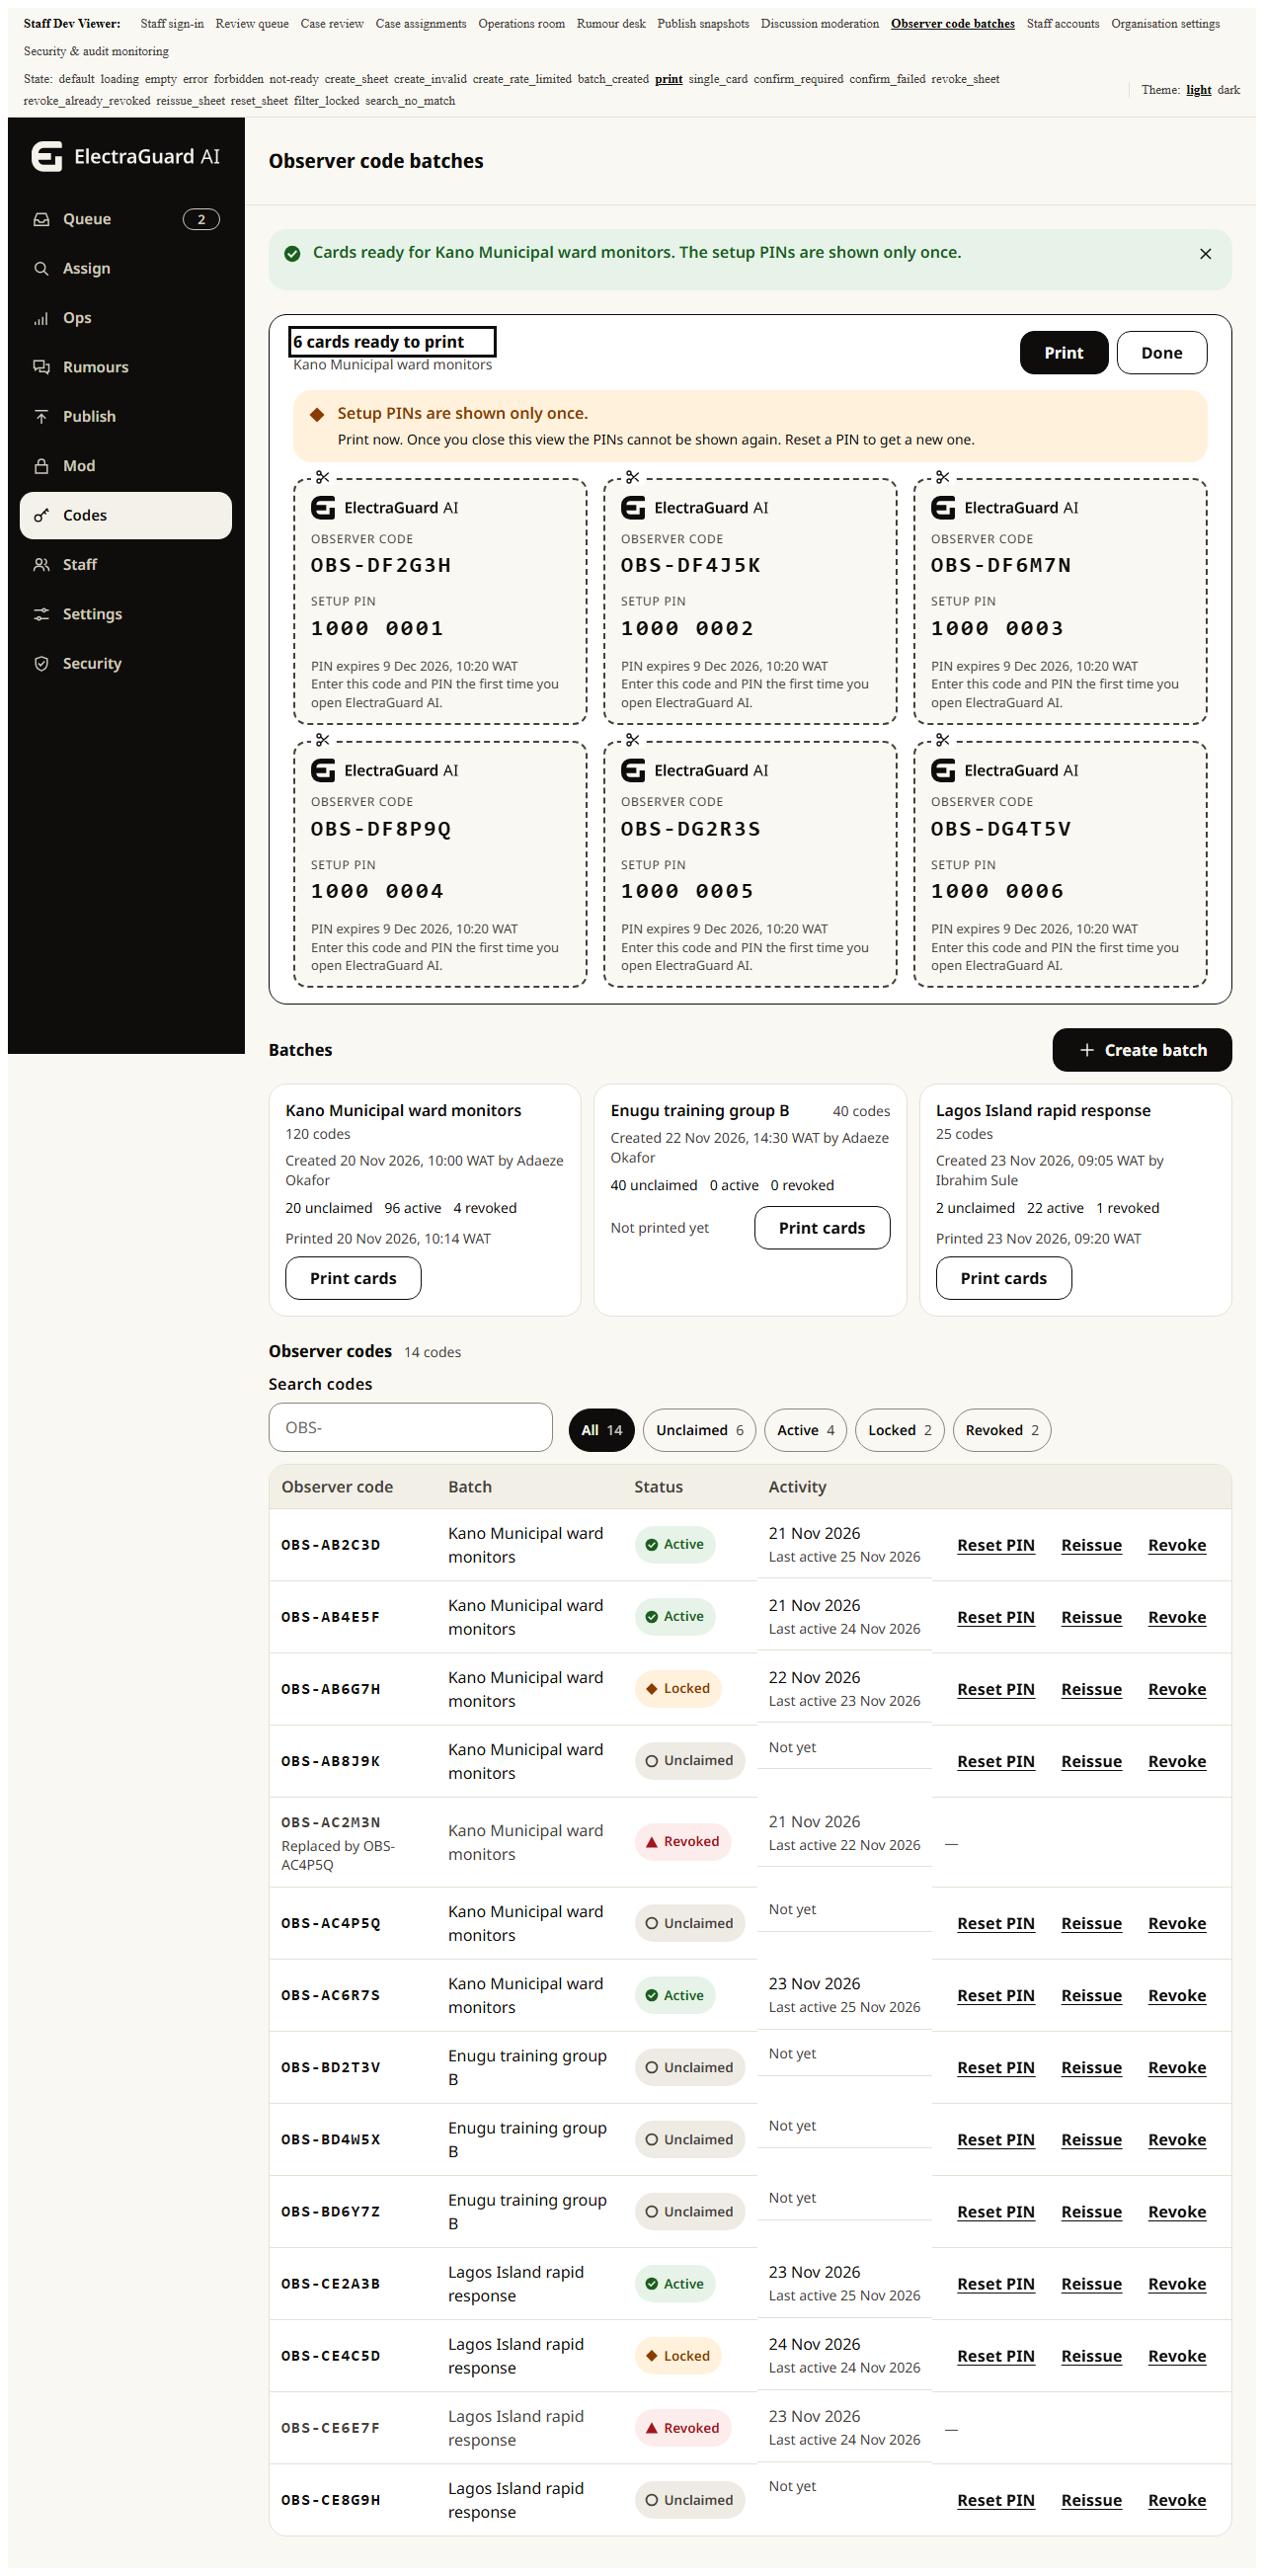 Staff Dev Viewer: Staff sign-in Review queue Case review Case assignments Operations room Rumour desk Publish snapshots Discussion moderation Observer code batches Staff accounts Organisation settings
Security & audit monitoring
State: default loading empty error forbidden not-ready create_sheet create_invalid create_rate_limited batch_created print single_card confirm_required confirm_failed revoke_sheet
revoke_already_revoked reissue_sheet reset_sheet filter_locked search_no_match
Theme: light dark
ElectraGuard AI
Queue 2
Assign
Ops
Rumours
Publish
Mod
Codes
Staff
Settings
Security
Observer code batches
Cards ready for Kano Municipal ward monitors. The setup PINs are shown only once.
6 cards ready to print
Kano Municipal ward monitors
Print Done
Setup PINs are shown only once.
Print now. Once you close this view the PINs cannot be shown again. Reset a PIN to get a new one.
ElectraGuard AI
OBSERVER CODE
OBS-DF2G3H
SETUP PIN
1000 0001
PIN expires 9 Dec 2026, 10:20 WAT
Enter this code and PIN the first time you
open ElectraGuard AI.
ElectraGuard AI
OBSERVER CODE
OBS-DF4J5K
SETUP PIN
1000 0002
PIN expires 9 Dec 2026, 10:20 WAT
Enter this code and PIN the first time you
open ElectraGuard AI.
ElectraGuard AI
OBSERVER CODE
OBS-DF6M7N
SETUP PIN
1000 0003
PIN expires 9 Dec 2026, 10:20 WAT
Enter this code and PIN the first time you
open ElectraGuard AI.
ElectraGuard AI
OBSERVER CODE
OBS-DF8P9Q
SETUP PIN
1000 0004
PIN expires 9 Dec 2026, 10:20 WAT
Enter this code and PIN the first time you
open ElectraGuard AI.
ElectraGuard AI
OBSERVER CODE
OBS-DG2R3S
SETUP PIN
1000 0005
PIN expires 9 Dec 2026, 10:20 WAT
Enter this code and PIN the first time you
open ElectraGuard AI.
ElectraGuard AI
OBSERVER CODE
OBS-DG4T5V
SETUP PIN
1000 0006
PIN expires 9 Dec 2026, 10:20 WAT
Enter this code and PIN the first time you
open ElectraGuard AI.
Batches
Create batch
Kano Municipal ward monitors
120 codes
Created 20 Nov 2026, 10:00 WAT by Adaeze
Okafor
20 unclaimed 96 active 4 revoked
Printed 20 Nov 2026, 10:14 WAT
Print cards
Enugu training group B 40 codes
Created 22 Nov 2026, 14:30 WAT by Adaeze
Okafor
40 unclaimed 0 active 0 revoked
Not printed yet Print cards
Lagos Island rapid response
25 codes
Created 23 Nov 2026, 09:05 WAT by
Ibrahim Sule
2 unclaimed 22 active 1 revoked
Printed 23 Nov 2026, 09:20 WAT
Print cards
Observer codes 14 codes
Search codes
OBS-
All 14 Unclaimed 6 Active 4 Locked 2 Revoked 2
Observer code Batch Status Activity
OBS-AB2C3D Kano Municipal ward monitors Active 21 Nov 2026 Last active 25 Nov 2026 Reset PIN Reissue Revoke
OBS-AB4E5F Kano Municipal ward monitors Active 21 Nov 2026 Last active 24 Nov 2026 Reset PIN Reissue Revoke
OBS-AB6G7H Kano Municipal ward monitors Locked 22 Nov 2026 Last active 23 Nov 2026 Reset PIN Reissue Revoke
OBS-AB8J9K Kano Municipal ward monitors Unclaimed Not yet Reset PIN Reissue Revoke
OBS-AC2M3N Replaced by OBS-AC4P5Q Kano Municipal ward monitors Revoked 21 Nov 2026 Last active 22 Nov 2026 —
OBS-AC4P5Q Kano Municipal ward monitors Unclaimed Not yet Reset PIN Reissue Revoke
OBS-AC6R7S Kano Municipal ward monitors Active 23 Nov 2026 Last active 25 Nov 2026 Reset PIN Reissue Revoke
OBS-BD2T3V Enugu training group B Unclaimed Not yet Reset PIN Reissue Revoke
OBS-BD4W5X Enugu training group B Unclaimed Not yet Reset PIN Reissue Revoke
OBS-BD6Y7Z Enugu training group B Unclaimed Not yet Reset PIN Reissue Revoke
OBS-CE2A3B Lagos Island rapid response Active 23 Nov 2026 Last active 25 Nov 2026 Reset PIN Reissue Revoke
OBS-CE4C5D Lagos Island rapid response Locked 24 Nov 2026 Last active 24 Nov 2026 Reset PIN Reissue Revoke
OBS-CE6E7F Lagos Island rapid response Revoked 23 Nov 2026 Last active 24 Nov 2026 —
OBS-CE8G9H Lagos Island rapid response Unclaimed Not yet Reset PIN Reissue Revoke